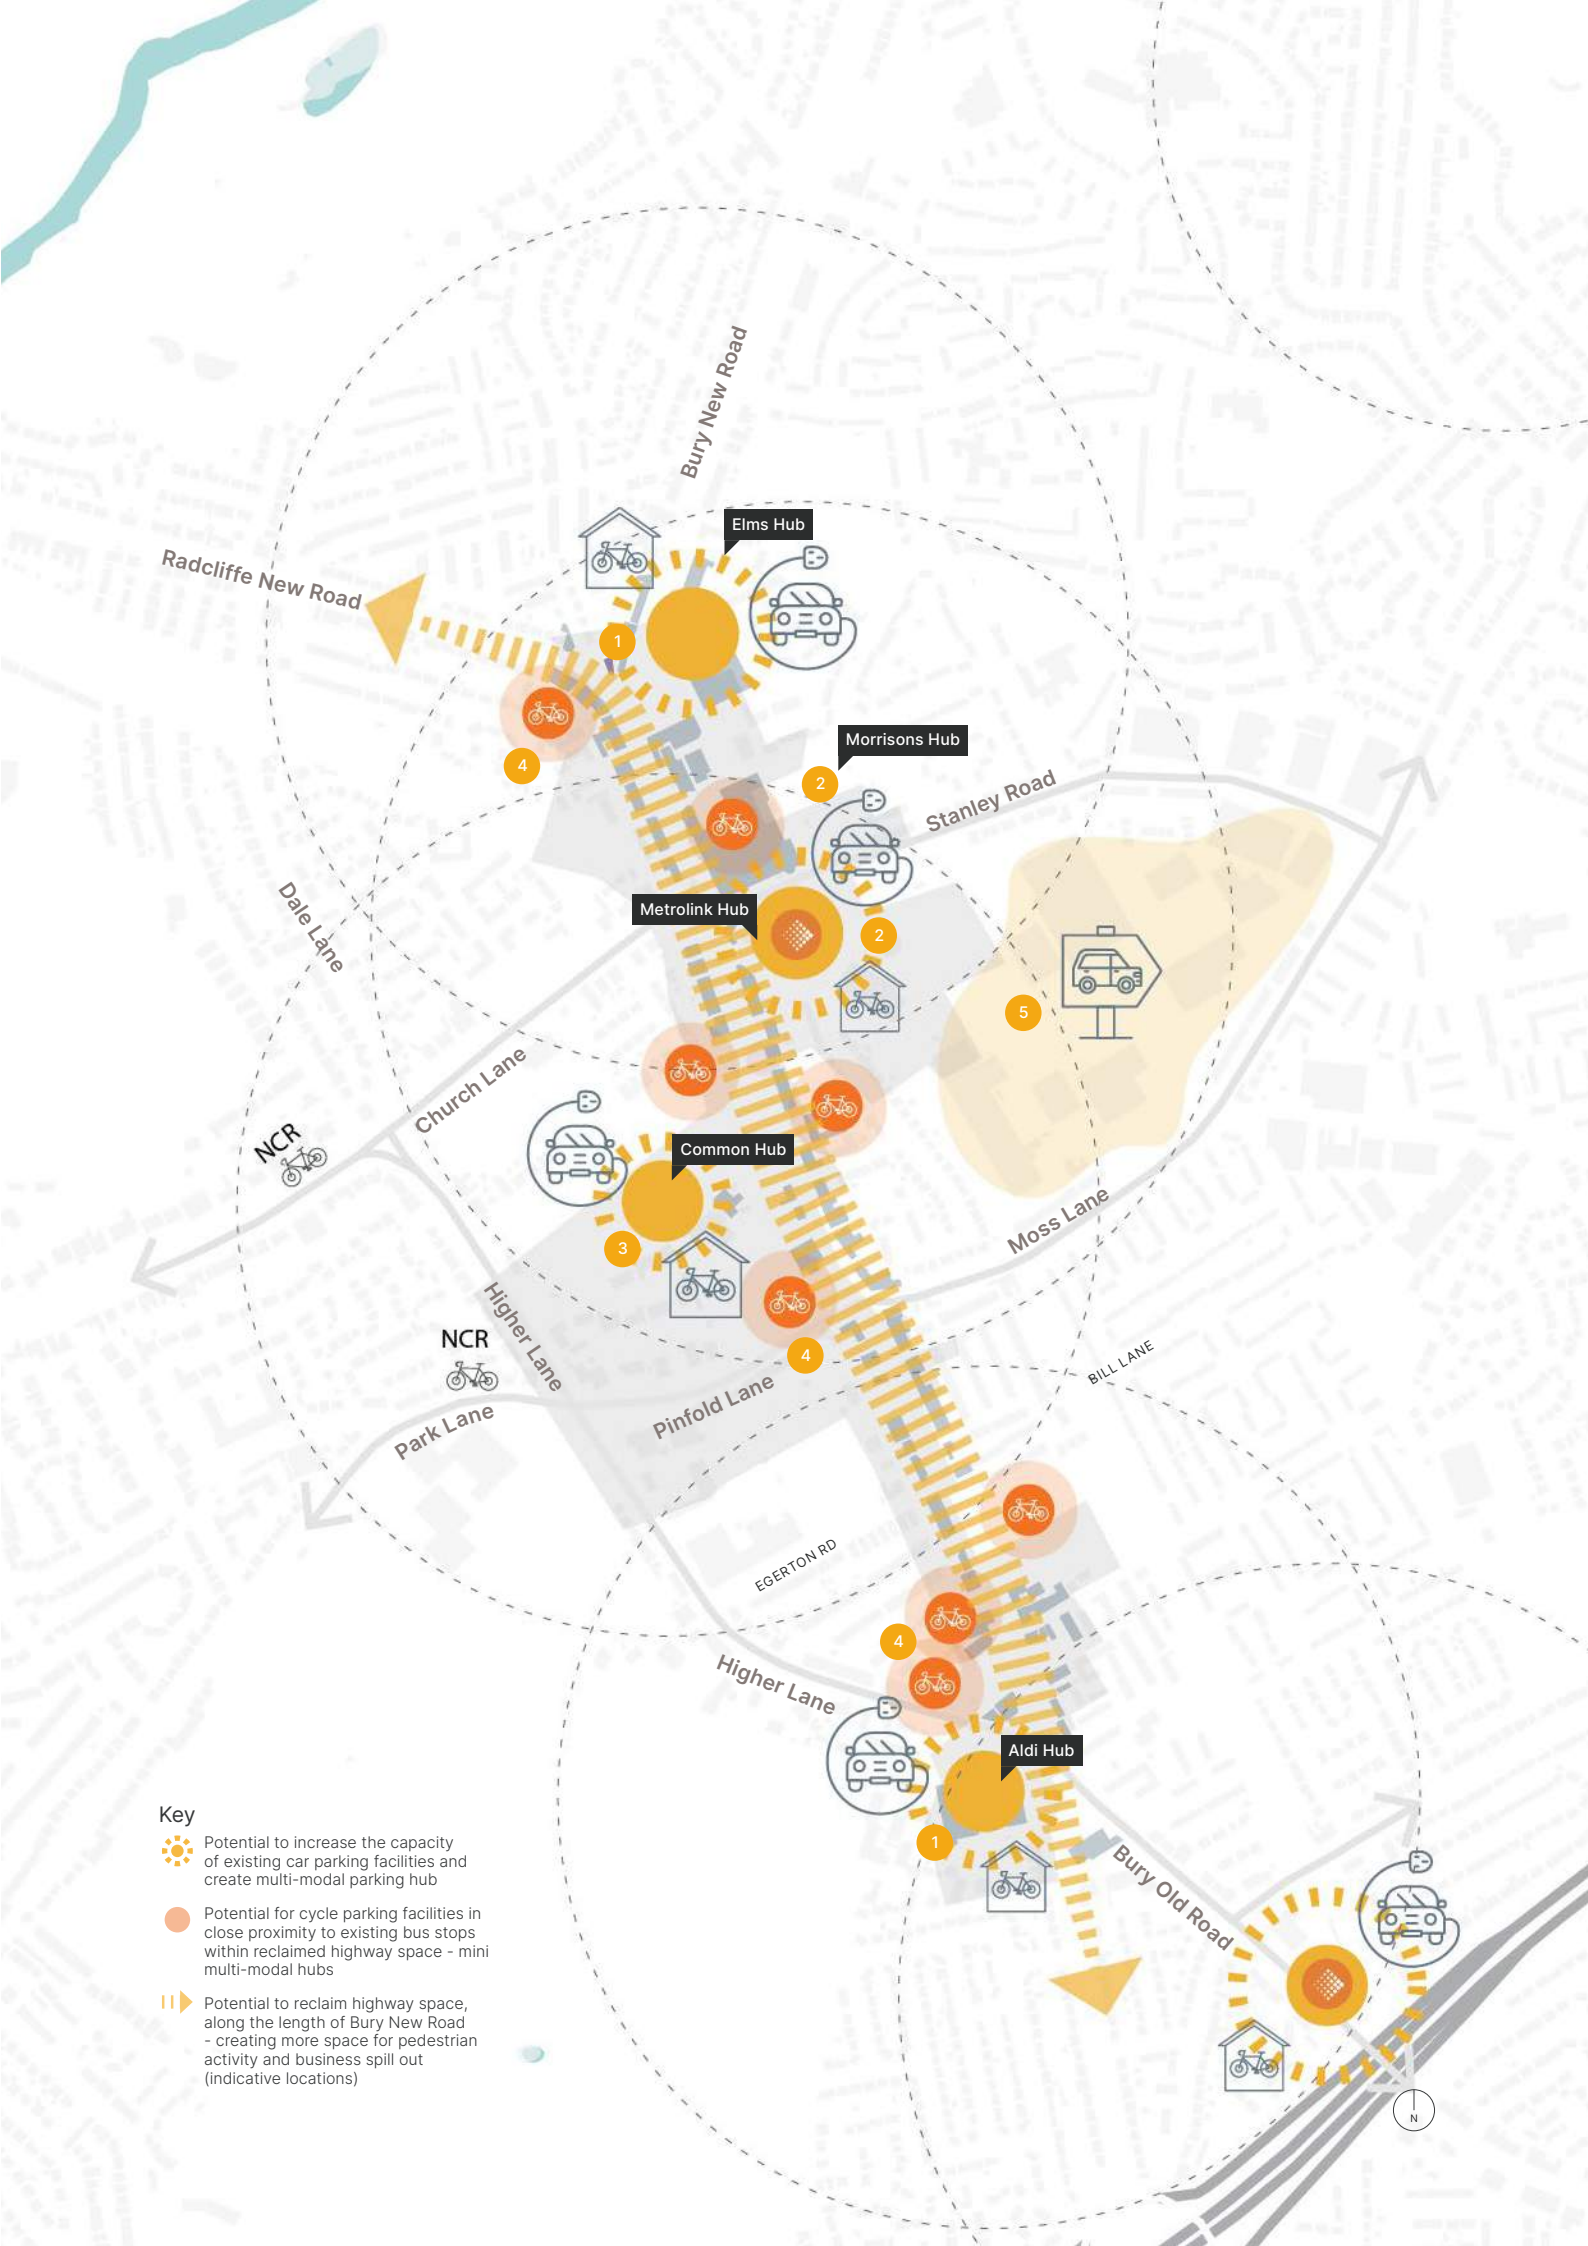 Bury New Road
Elms Hub
Radcliffe New Road
1
4
Morrisons Hub
2
Stanley Road
Dale Lane
Metrolink Hub
2
5
Church Lane
NCR
Common Hub
3
Moss Lane
Higher Lane
NCR
4
BILL LANE
Pinfold Lane
Park Lane
EGERTON RD
4
Higher Lane
Aldi Hub
1
Bury Old Road
Key
Potential to increase the capacity
of existing car parking facilities and
create multi-modal parking hub
Potential for cycle parking facilities in
close proximity to existing bus stops
within reclaimed highway space - mini
multi-modal hubs
Potential to reclaim highway space,
along the length of Bury New Road
- creating more space for pedestrian
activity and business spill out
(indicative locations)
N